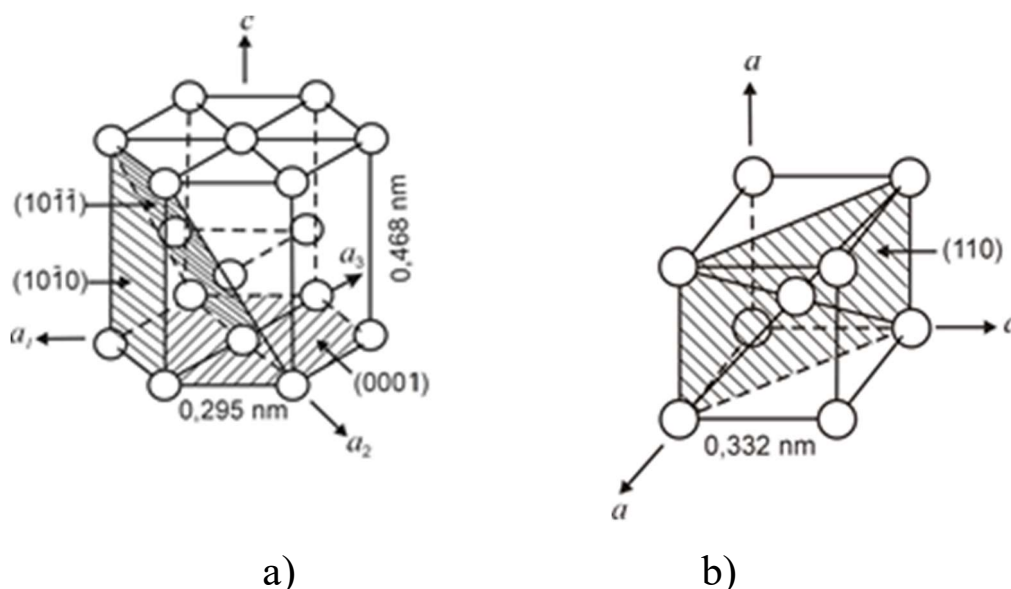 c
(101̄1̄)
(101̄0)
a₁
a₃
0,468 nm
(0001)
0,295 nm
a₂
a)
a
(110)
0,332 nm
a
b)